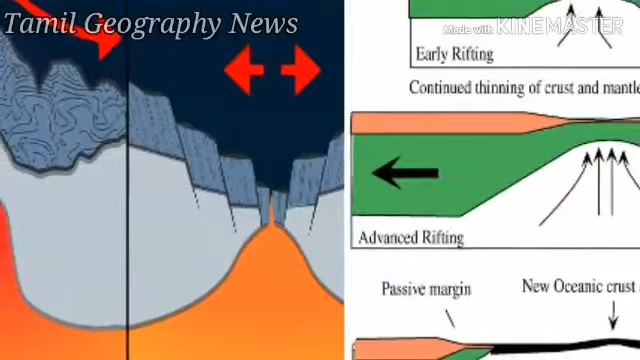 Tamil Geography News
Made with KINEMASTER
Early Rifting
Continued thinning of crust and mantle
Advanced Rifting
Passive margin
New Oceanic crust